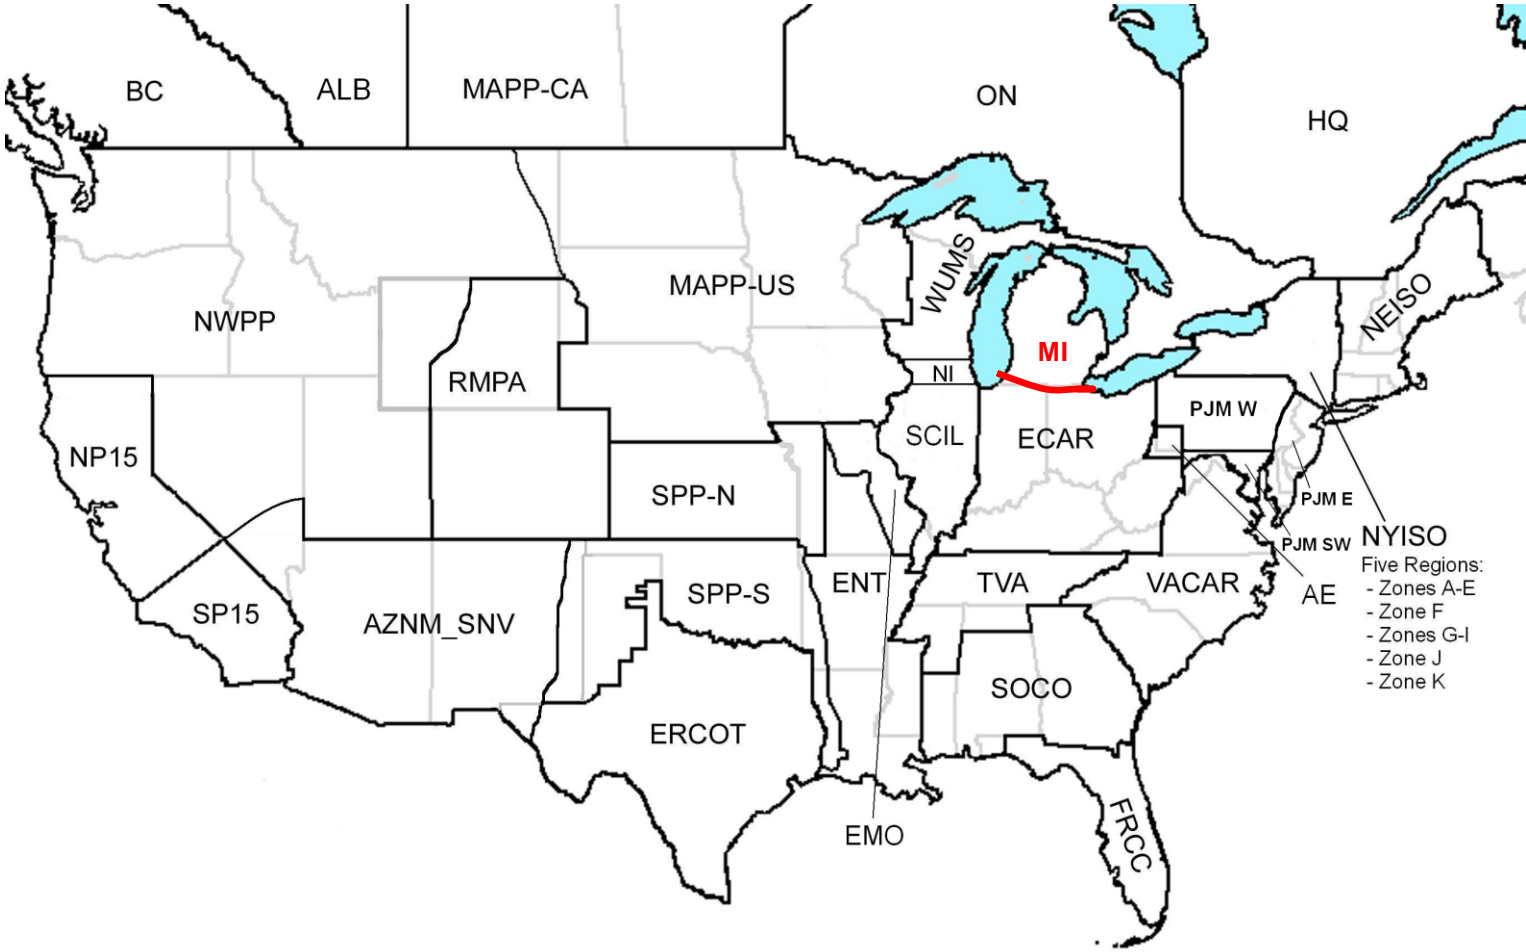 BC
ALB
MAPP-CA
ON
HQ
WUMS
MAPP-US
NEISO
NWPP
MI
NI
RMPA
PJM W
SCIL
ECAR
NP15
SPP-N
PJM E
NYISO
PJM SW
Five Regions:
- Zones A-E
- Zone F
- Zones G-I
- Zone J
- Zone K
ENT
TVA
VACAR
AE
SPP-S
SP15
AZNM_SNV
SOCO
ERCOT
FRCC
EMO